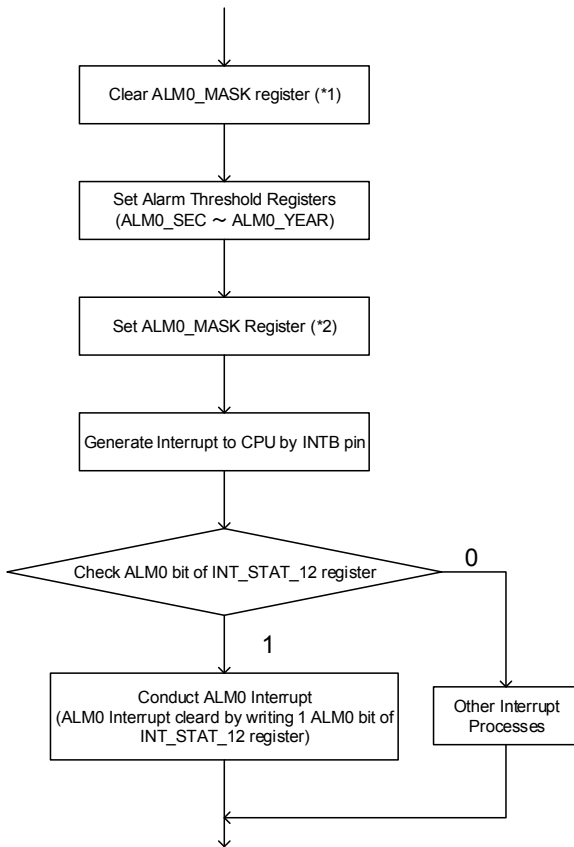 Clear ALM0_MASK register (*1)
Set Alarm Threshold Registers
(ALM0_SEC ～ ALM0_YEAR)
Set ALM0_MASK Register (*2)
Generate Interrupt to CPU by INTB pin
Check ALM0 bit of INT_STAT_12 register
0
1
Conduct ALM0 Interrupt
(ALM0 Interrupt cleard by writing 1 ALM0 bit of
INT_STAT_12 register)
Other Interrupt
Processes